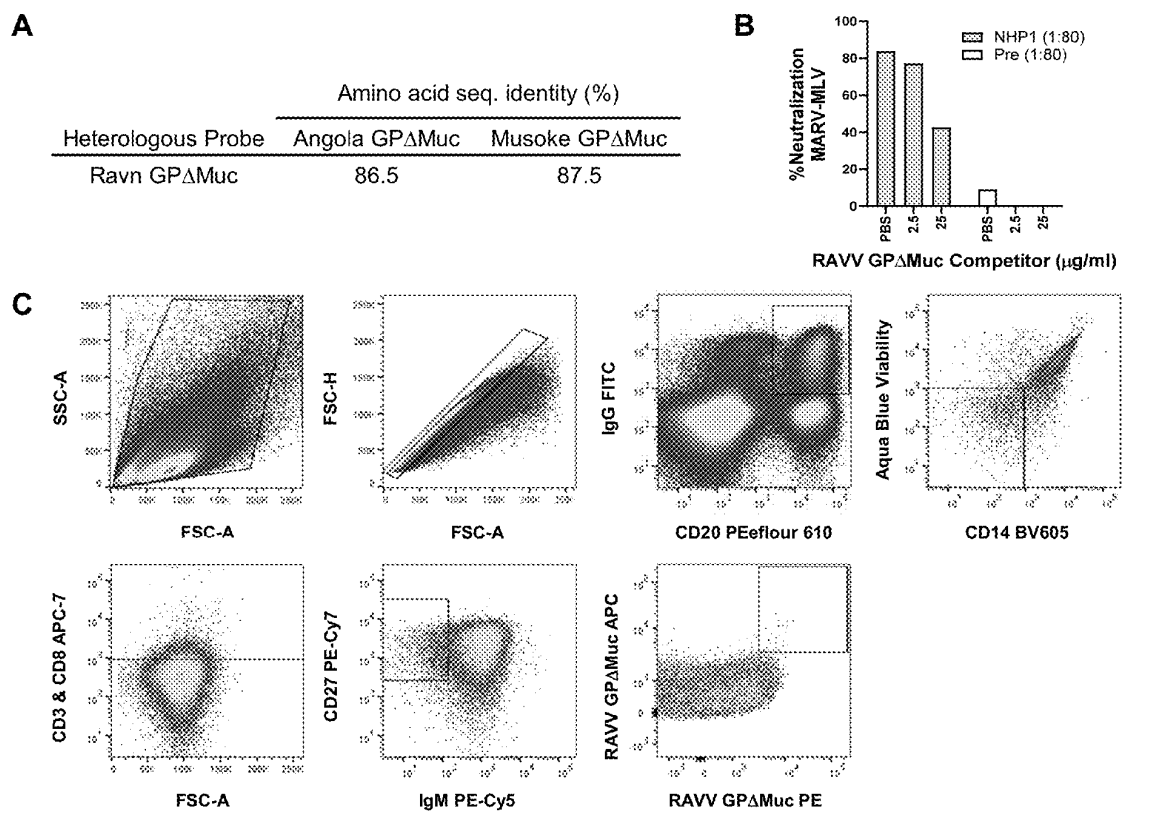 A
Amino acid seq. identity (%)
Heterologous Probe Angola GPΔMuc Musoke GPΔMuc
Ravn GPΔMuc 86.5 87.5
B
%Neutralization
MARV-MLV
100
80
60
40
20
0
NHP1 (1:80)
Pre (1:80)
PBS 2.5 25 PBS 2.5 25
RAVV GPΔMuc Competitor (μg/ml)
C
SSC-A
FSC-A
FSC-H
FSC-A
IgG FITC
CD20 PEeflour 610
Aqua Blue Viability
CD14 BV605
CD3 & CD8 APC-7
FSC-A
CD27 PE-Cy7
IgM PE-Cy5
RAVV GPΔMuc APC
RAVV GPΔMuc PE